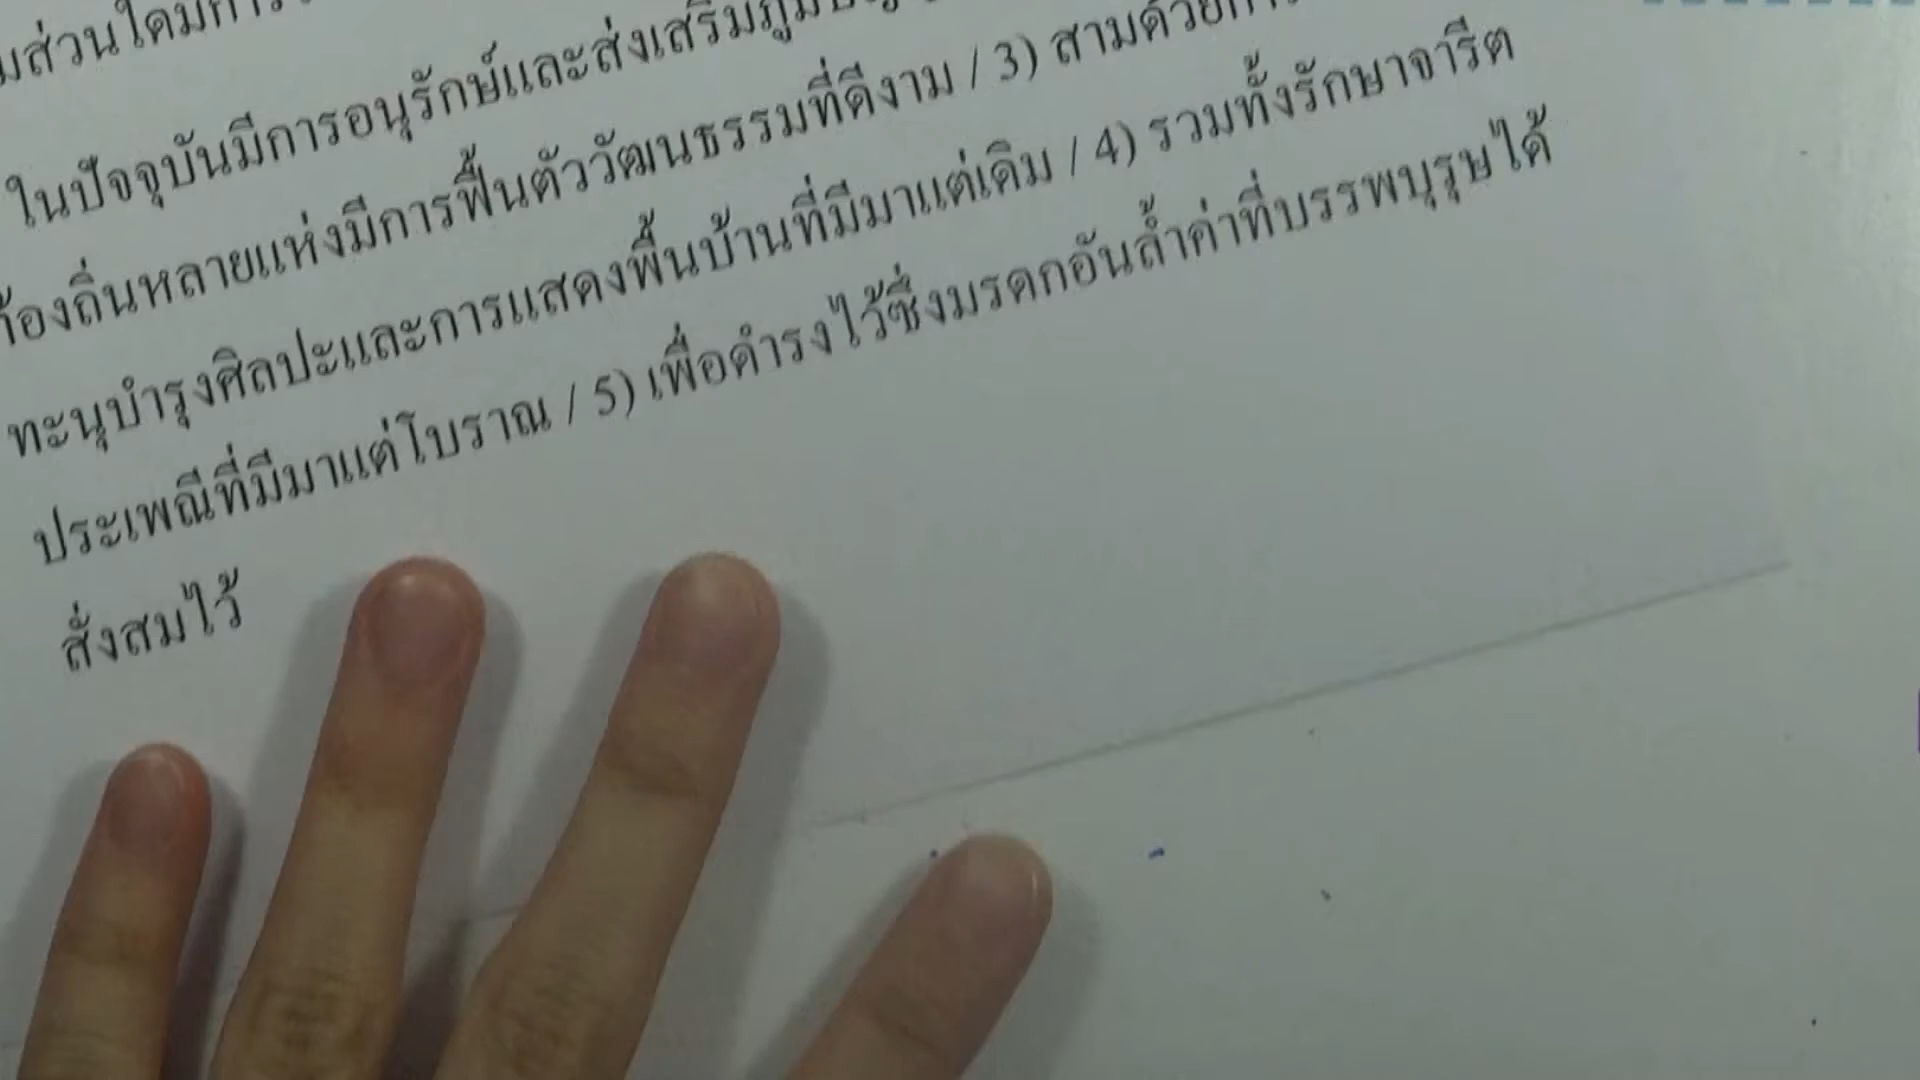 ส่วนใดมีการ
ในปัจจุบันมีการอนุรักษ์และส่งเสริม
ท้องถิ่นหลายแห่งมีการฟื้นตัววัฒนธรรมที่ดีงาม / 3) สามด้วย
ทะนุบำรุงศิลปะและการแสดงพื้นบ้านที่มีมาแต่เดิม / 4) รวมทั้งรักษาจารีต
ประเพณีที่มีมาแต่โบราณ / 5) เพื่อดำรงไว้ซึ่งมรดกอันล้ำค่าที่บรรพบุรุษได้
สั่งสมไว้